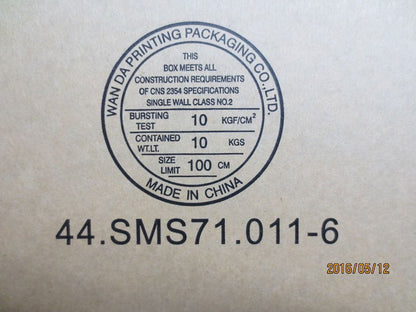 WAN DA PRINTING PACKAGING CO.,LTD.
THIS
BOX MEETS ALL
CONSTRUCTION REQUIREMENTS
OF CNS 2354 SPECIFICATIONS
SINGLE WALL CLASS NO.2
BURSTING TEST 10 KGF/CM²
CONTAINED WT.LT. 10 KGS
SIZE LIMIT 100 CM
MADE IN CHINA
44.SMS71.011-6
2016/05/12